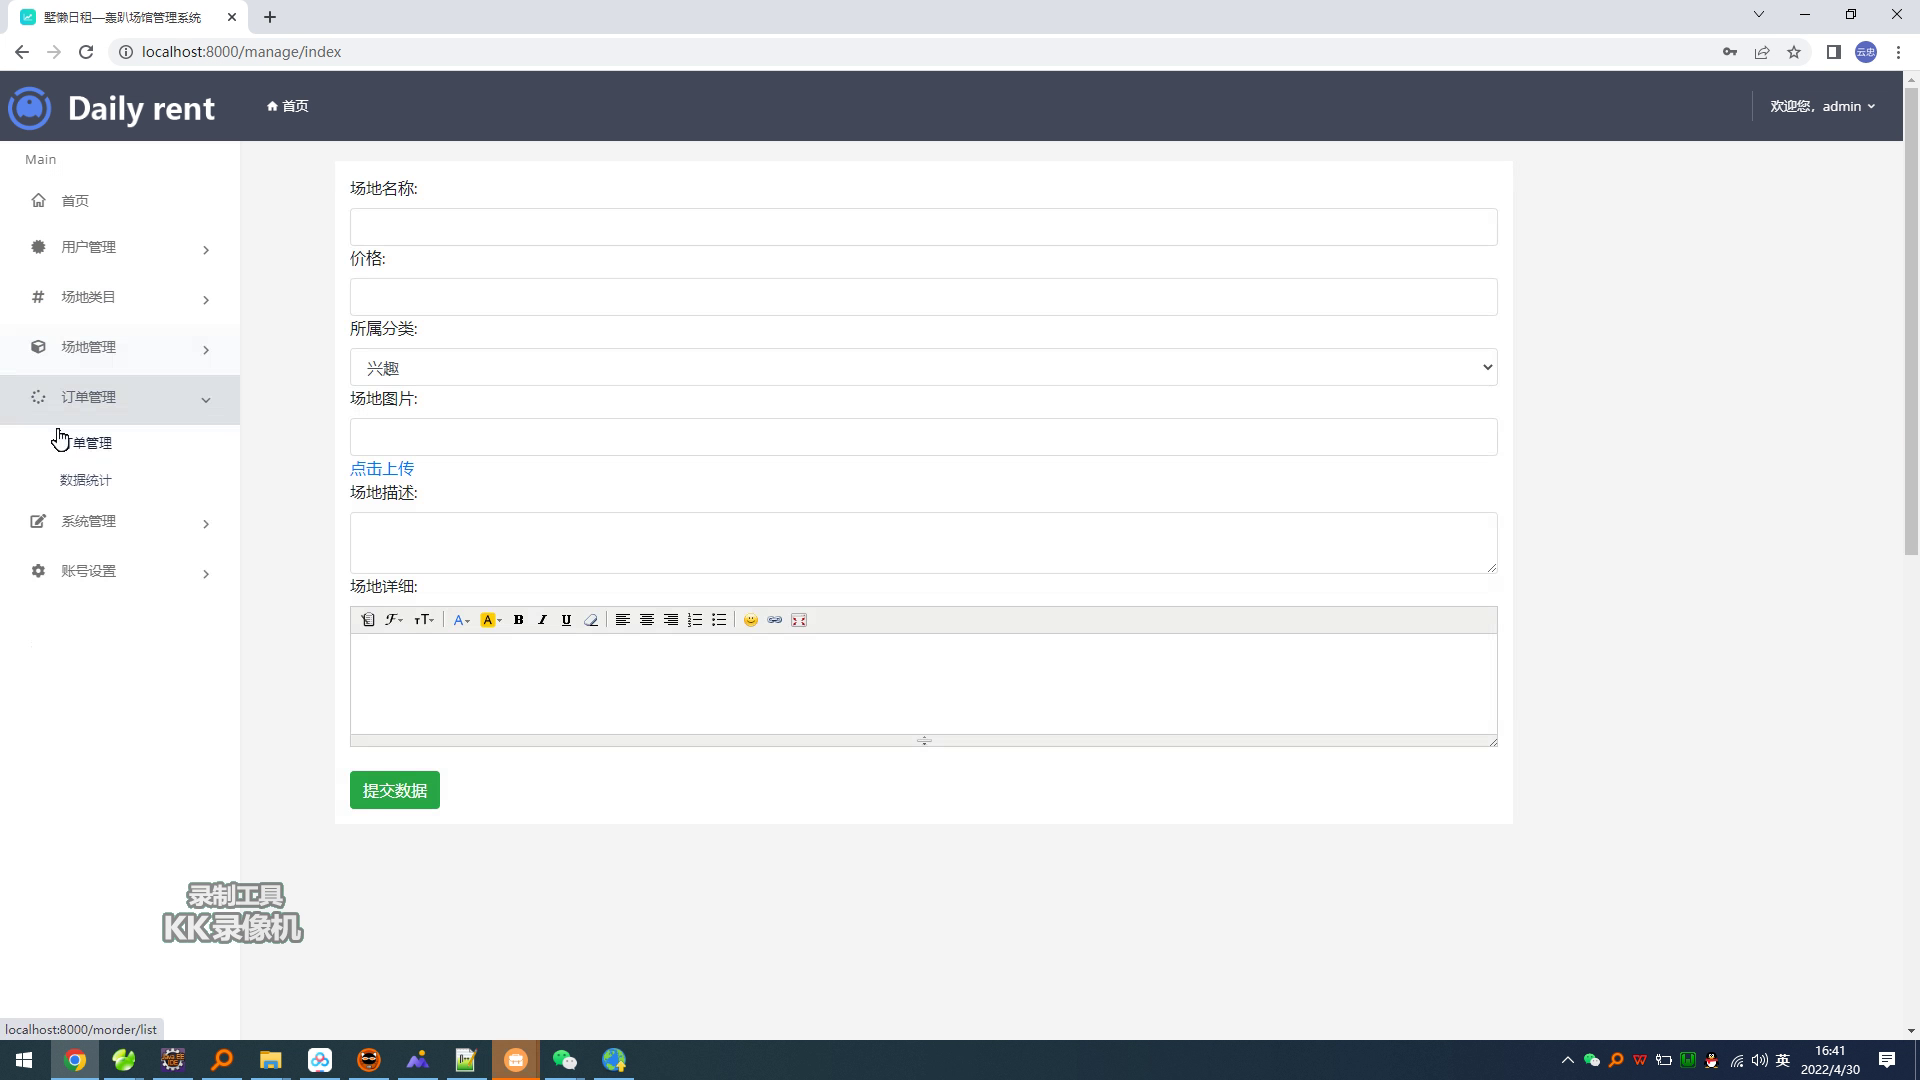 墅懒日租—轰趴场馆管理系统
localhost:8000/manage/index
云忠
Daily rent
首页
欢迎您，admin
Main
首页
用户管理
场地类目
场地管理
订单管理
单管理
数据统计
系统管理
账号设置
场地名称:
价格:
所属分类:
兴趣
场地图片:
点击上传
场地描述:
场地详细:
提交数据
录制工具
KK录像机
localhost:8000/morder/list
英
16:41
2022/4/30